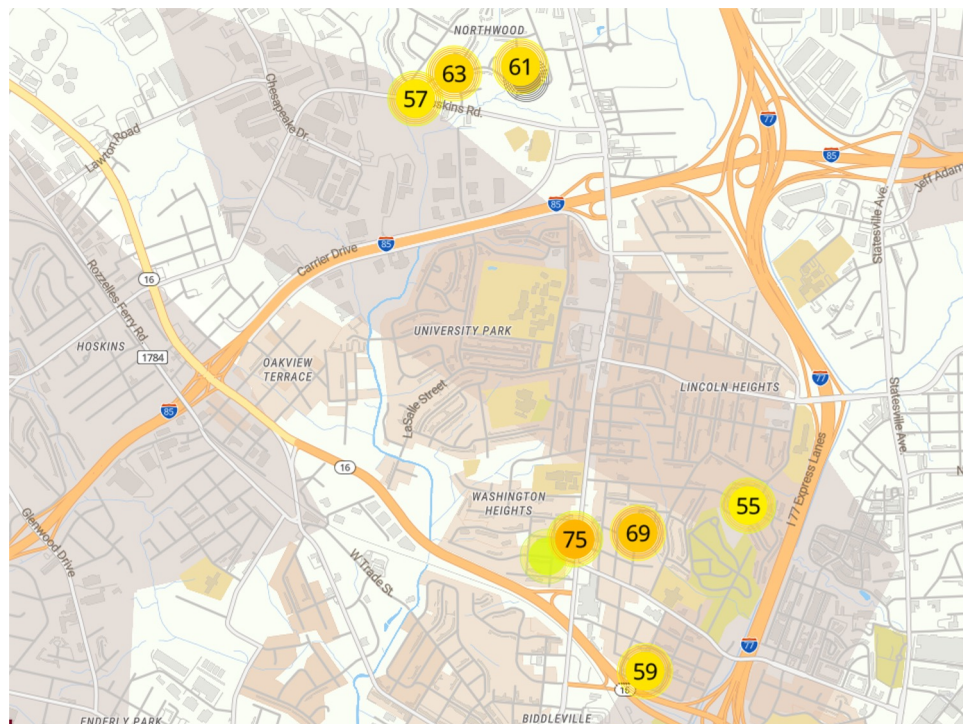 NORTHWOOD
61
63
57
skins Rd.
Chesapeake Dr.
Lawton Road
77
85
Jeff Adam
Statesville Ave.
85
85
Carrier Drive
16
Rozzelles Ferry Rd.
HOSKINS
1784
UNIVERSITY PARK
OAKVIEW
TERRACE
LINCOLN HEIGHTS
77
85
LaSalle Street
Statesville Ave.
16
I 77 Express Lanes
N
WASHINGTON
HEIGHTS
55
69
75
Glenwood Drive
W. Trade St.
77
59
16
BIDDLEVILLE
ENDERLY PARK